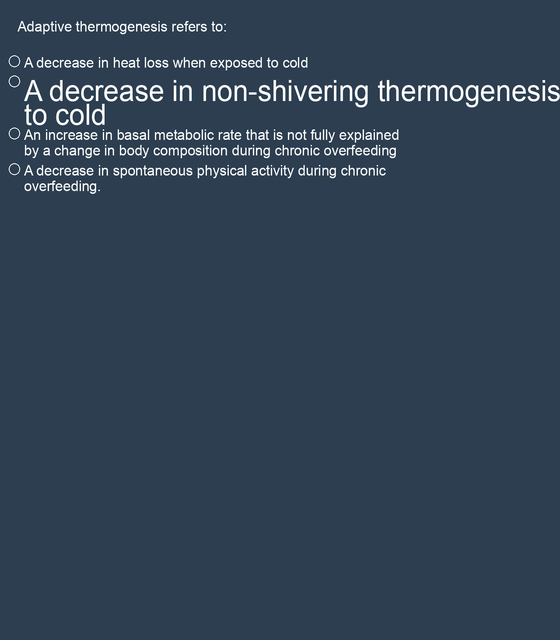 Adaptive thermogenesis refers to:
A decrease in heat loss when exposed to cold
A decrease in non-shivering thermogenesis
to cold
An increase in basal metabolic rate that is not fully explained
by a change in body composition during chronic overfeeding
A decrease in spontaneous physical activity during chronic
overfeeding.